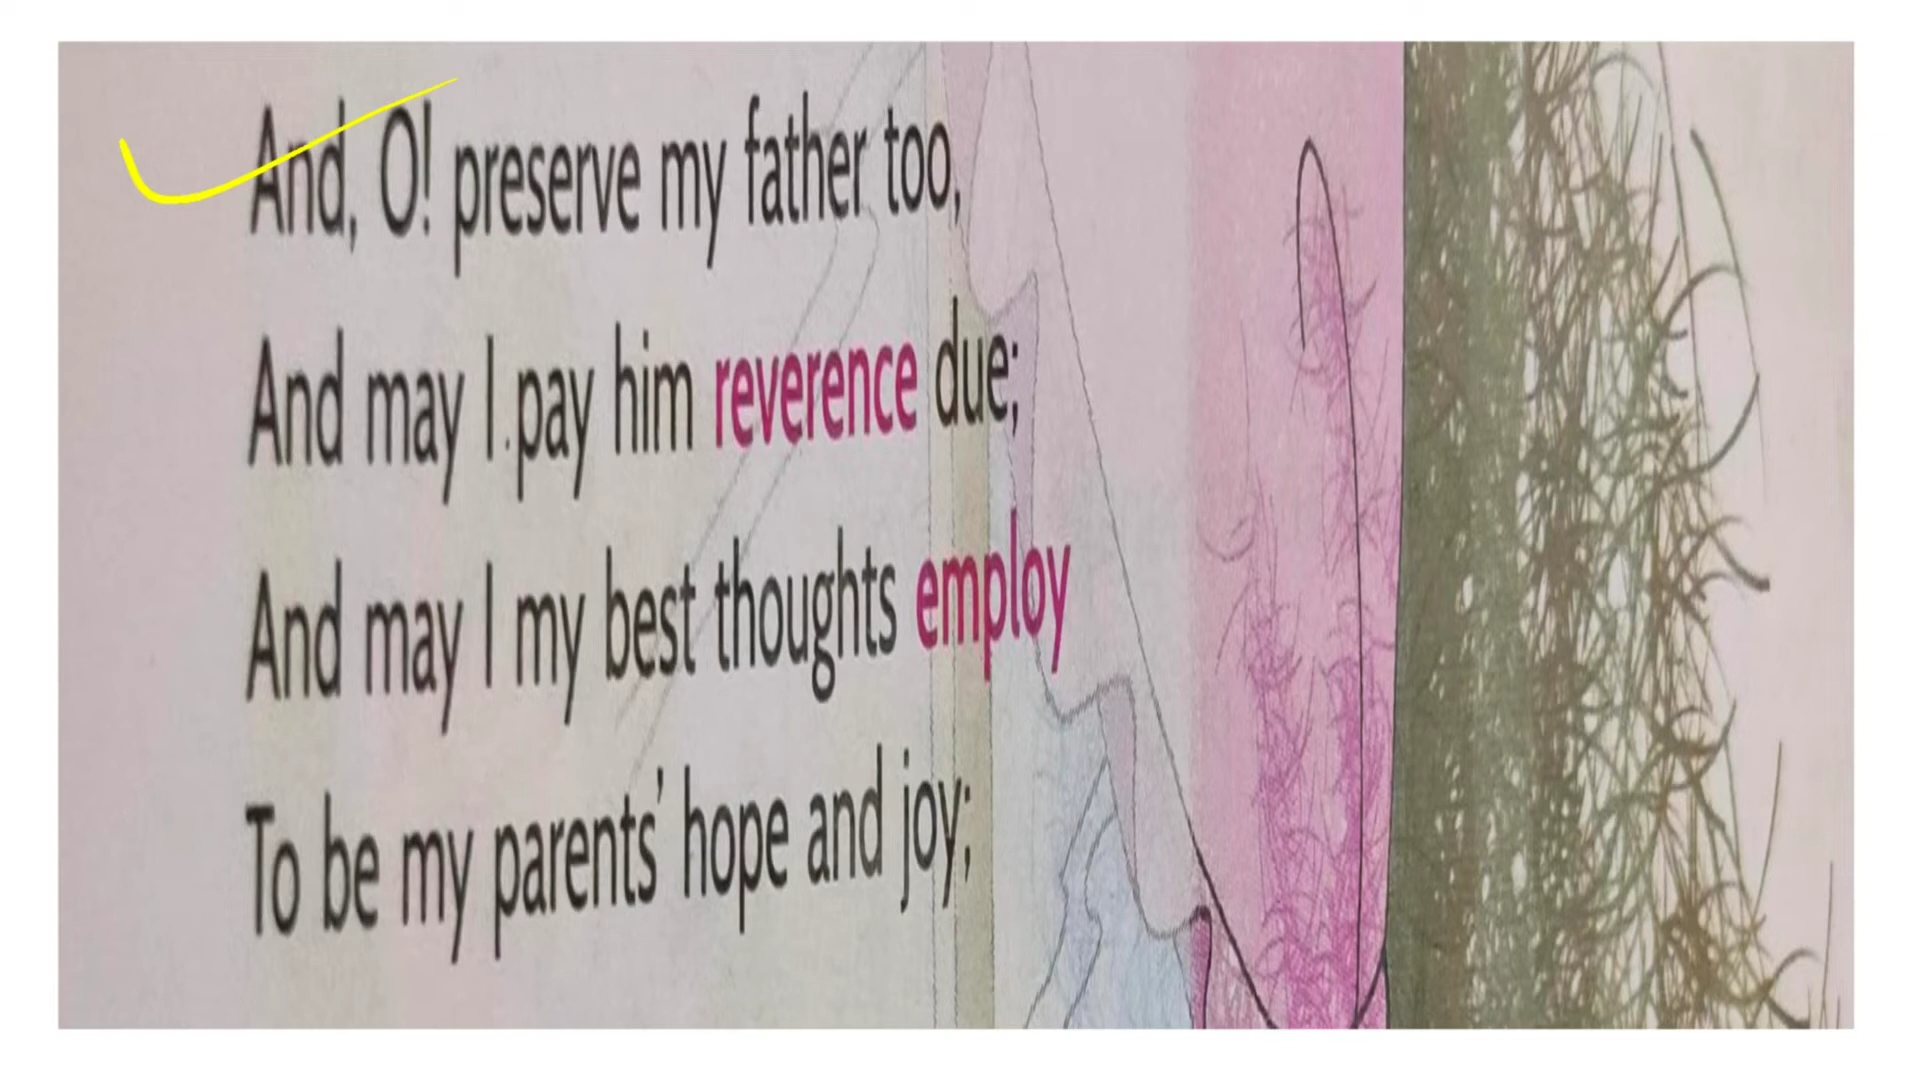 And, O! preserve my father too,
And may I pay him reverence due;
And may I my best thoughts employ
To be my parents' hope and joy;